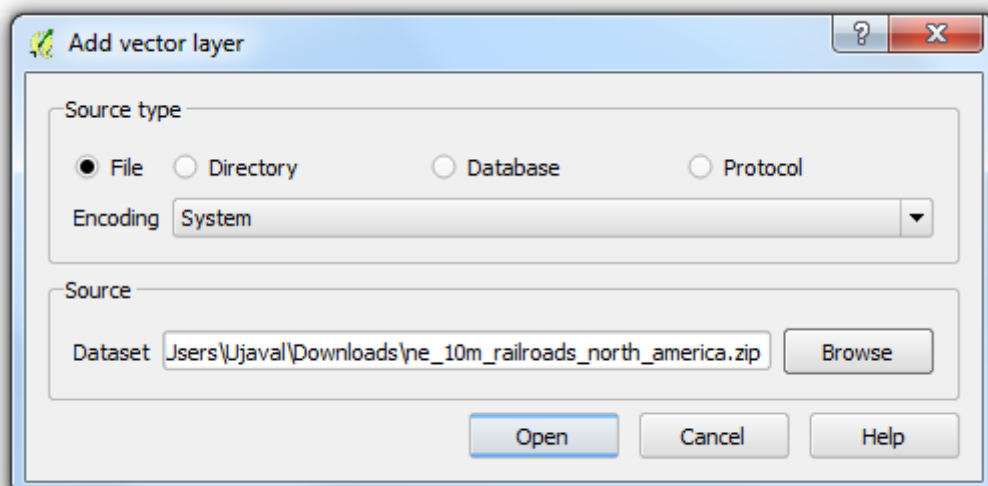 Add vector layer
Source type
File Directory Database Protocol
Encoding System
Source
Dataset Users\Ujaval\Downloads\ne_10m_railroads_north_america.zip Browse
Open Cancel Help